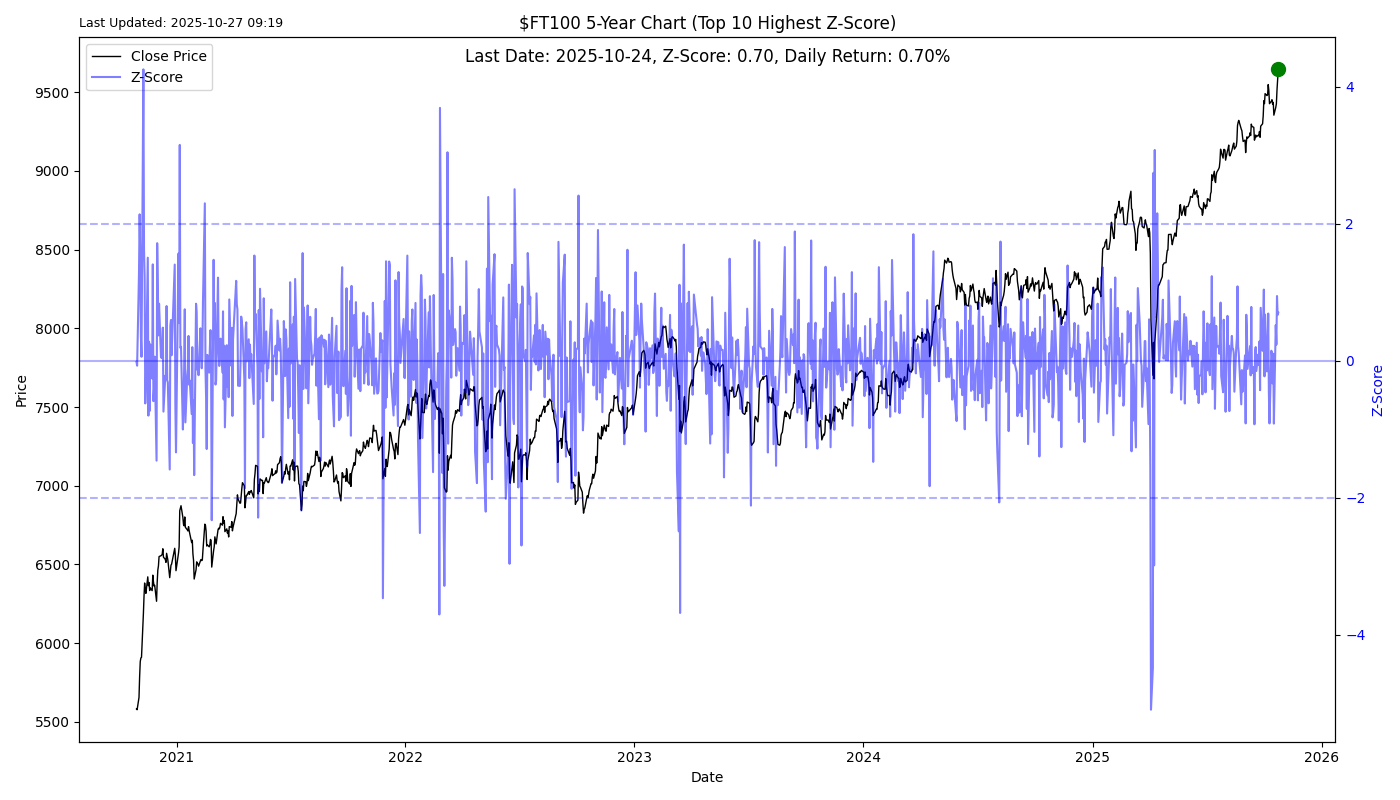 Last Updated: 2025-10-27 09:19
$FT100 5-Year Chart (Top 10 Highest Z-Score)
Last Date: 2025-10-24, Z-Score: 0.70, Daily Return: 0.70%
Close Price
Z-Score
9500
9000
8500
8000
7500
7000
6500
6000
5500
Price
4
2
0
−2
−4
Z-Score
2021
2022
2023
2024
2025
2026
Date